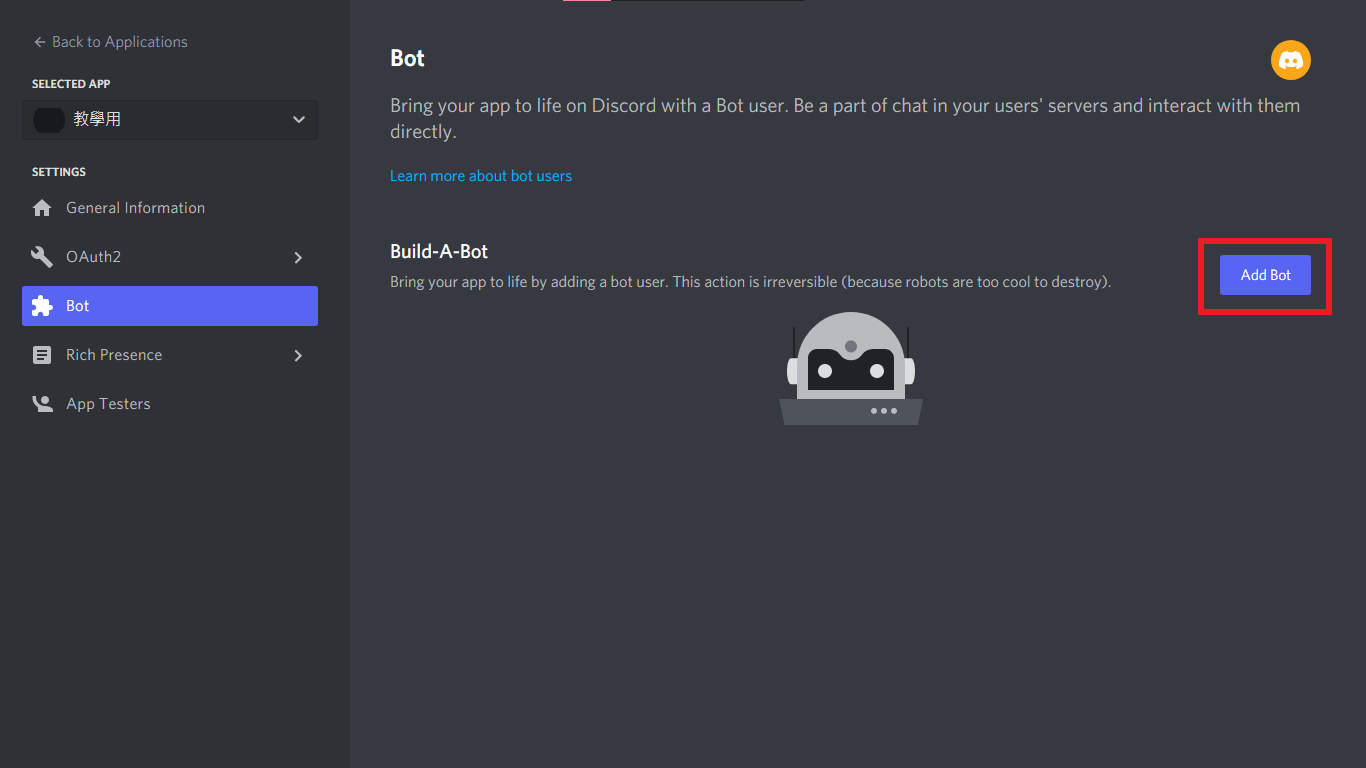 Back to Applications
SELECTED APP
教學用
SETTINGS
General Information
OAuth2
Bot
Rich Presence
App Testers
Bot
Bring your app to life on Discord with a Bot user. Be a part of chat in your users' servers and interact with them
directly.
Learn more about bot users
Build-A-Bot
Bring your app to life by adding a bot user. This action is irreversible (because robots are too cool to destroy).
Add Bot